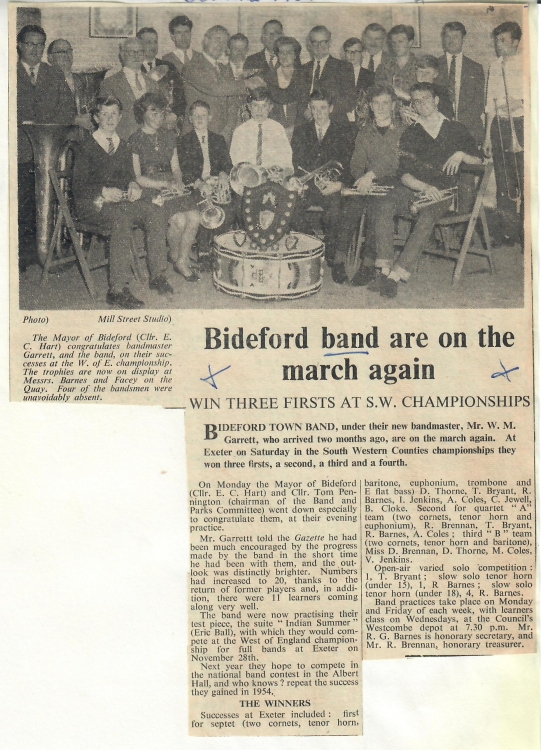 Photo) Mill Street Studio)
The Mayor of Bideford (Cllr. E.
C. Hart) congratulates bandmaster
Garrett, and the band, on their suc-
cesses at the W. of E. championship.
The trophies are now on display at
Messrs. Barnes and Facey on the
Quay. Four of the bandsmen were
unavoidably absent.
Bideford band are on the
march again
WIN THREE FIRSTS AT S.W. CHAMPIONSHIPS
BIDEFORD TOWN BAND, under their new bandmaster, Mr. W. M.
Garrett, who arrived two months ago, are on the march again. At
Exeter on Saturday in the South Western Counties championships they
won three firsts, a second, a third and a fourth.
On Monday the Mayor of Bideford
(Cllr. E. C. Hart) and Cllr. Tom Pen-
nington (chairman of the Band and
Parks Committee) went down especially
to congratulate them, at their evening
practice.
Mr. Garrettt told the Gazette he had
been much encouraged by the progress
made by the band in the short time
he had been with them, and the out-
look was distinctly brighter. Numbers
had increased to 20, thanks to the
return of former players and, in addi-
tion, there were 11 learners coming
along very well.
The band were now practising their
test piece, the suite " Indian Summer "
(Eric Ball), with which they would com-
pete at the West of England champion-
ship for full bands at Exeter on
November 28th.
Next year they hope to compete in
the national band contest in the Albert
Hall, and who knows ? repeat the success
they gained in 1954.
THE WINNERS
Successes at Exeter included : first
for septet (two cornets, tenor horn,
baritone, euphonium, trombone and
E flat bass) D. Thorne, T. Bryant, R.
Barnes, I. Jenkins, A. Coles, C. Jewell,
B. Cloke. Second for quartet " A "
team (two cornets, tenor horn and
euphonium), R. Brennan, T. Bryant,
R. Barnes, A. Coles ; third " B " team
(two cornets, tenor horn and baritone),
Miss D. Brennan, D. Thorne, M. Coles,
V. Jenkins.
Open-air varied solo competition :
1, T. Bryant ; slow solo tenor horn
(under 15), 1, R. Barnes ; slow solo
tenor horn (under 18), 4, R. Barnes.
Band practices take place on Monday
and Friday of each week, with learners
class on Wednesdays, at the Council's
Westcombe depot at 7.30 p.m. Mr.
R. G. Barnes is honorary secretary, and
Mr. R. Brennan, honorary treasurer.